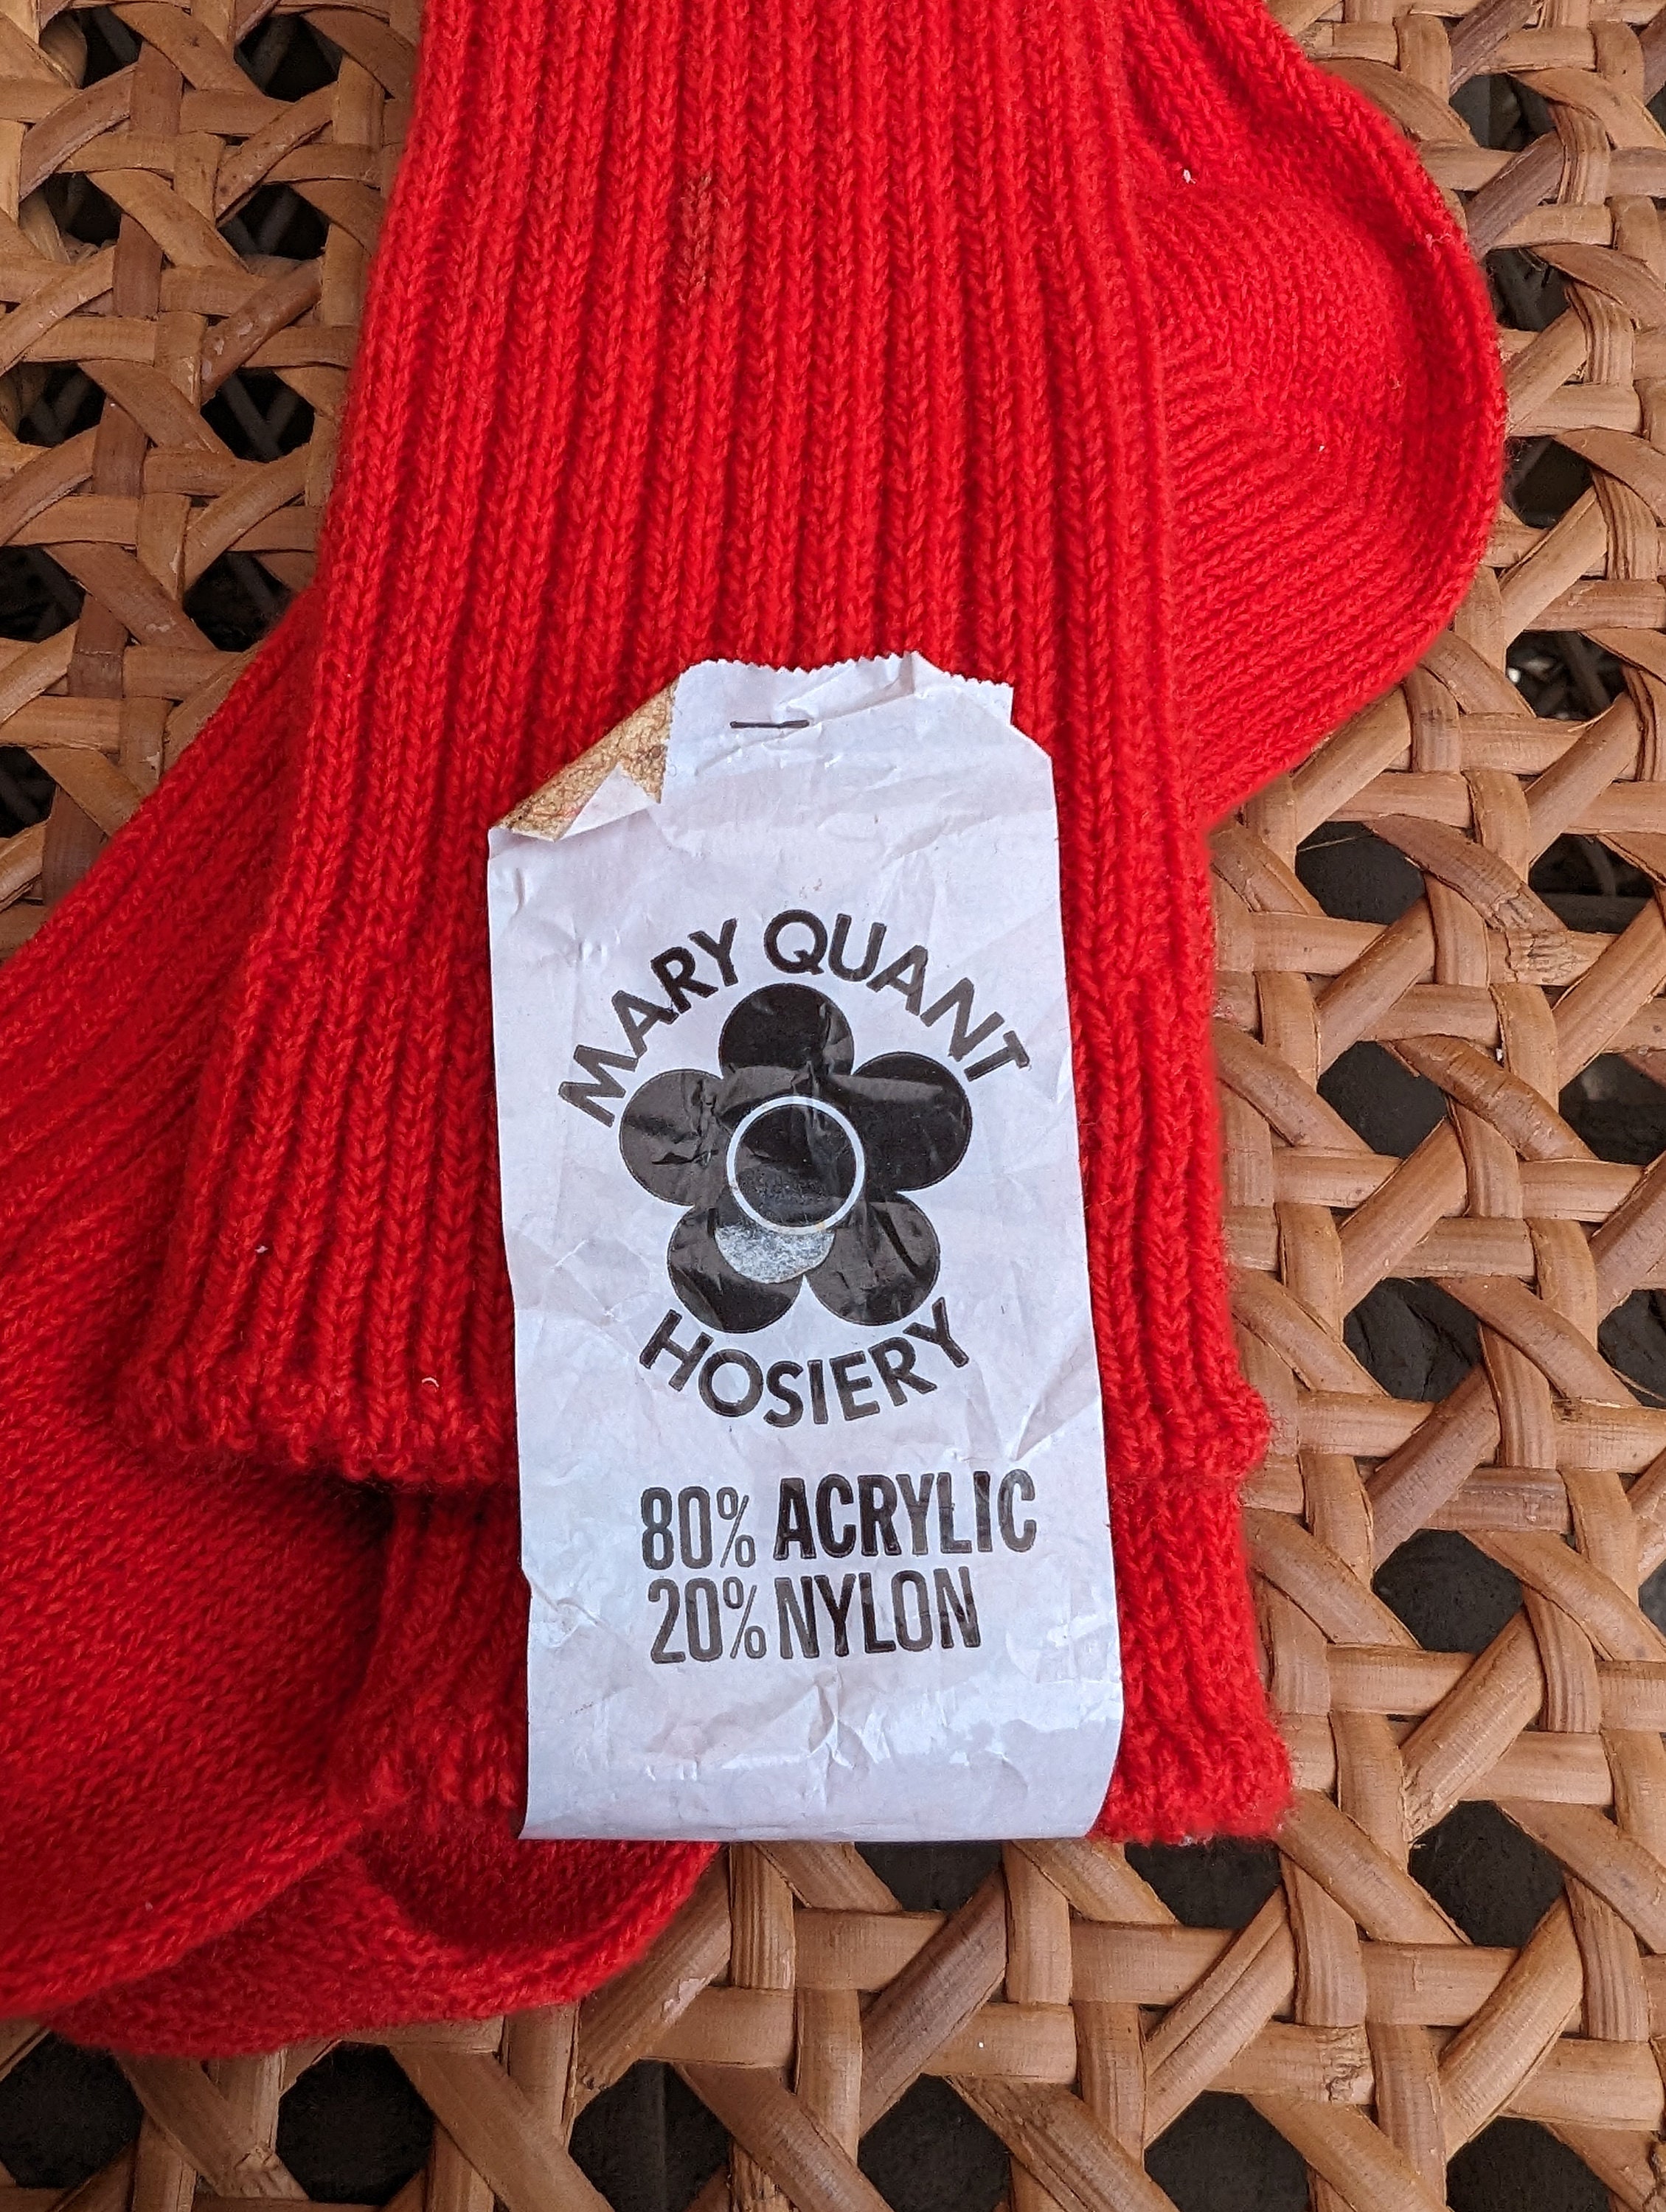 MARY QUANT
HOSIERY
80% ACRYLIC
20% NYLON